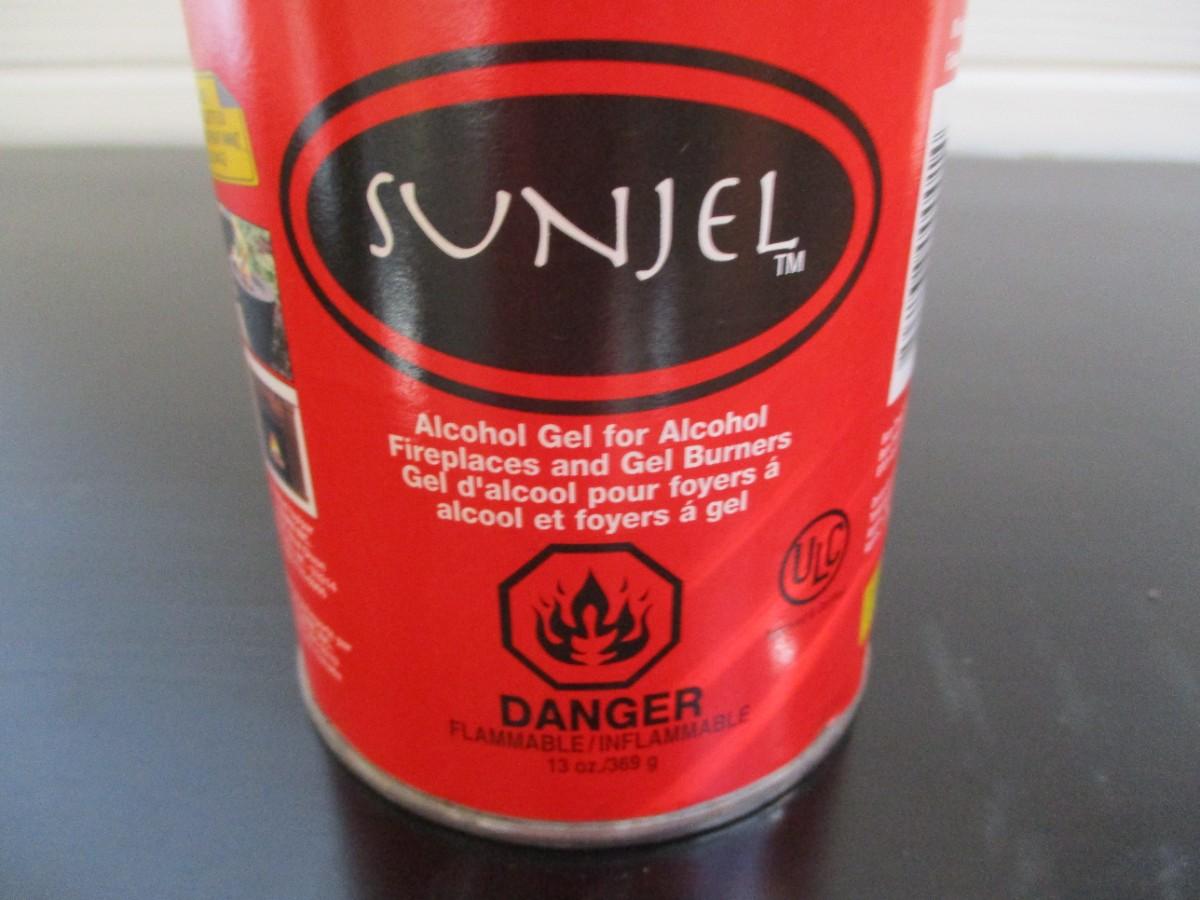 SUNJEL
TM
Alcohol Gel for Alcohol
Fireplaces and Gel Burners
Gel d'alcool pour foyers á
alcool et foyers á gel
ULC
DANGER
FLAMMABLE/INFLAMMABLE
13 oz./369 g